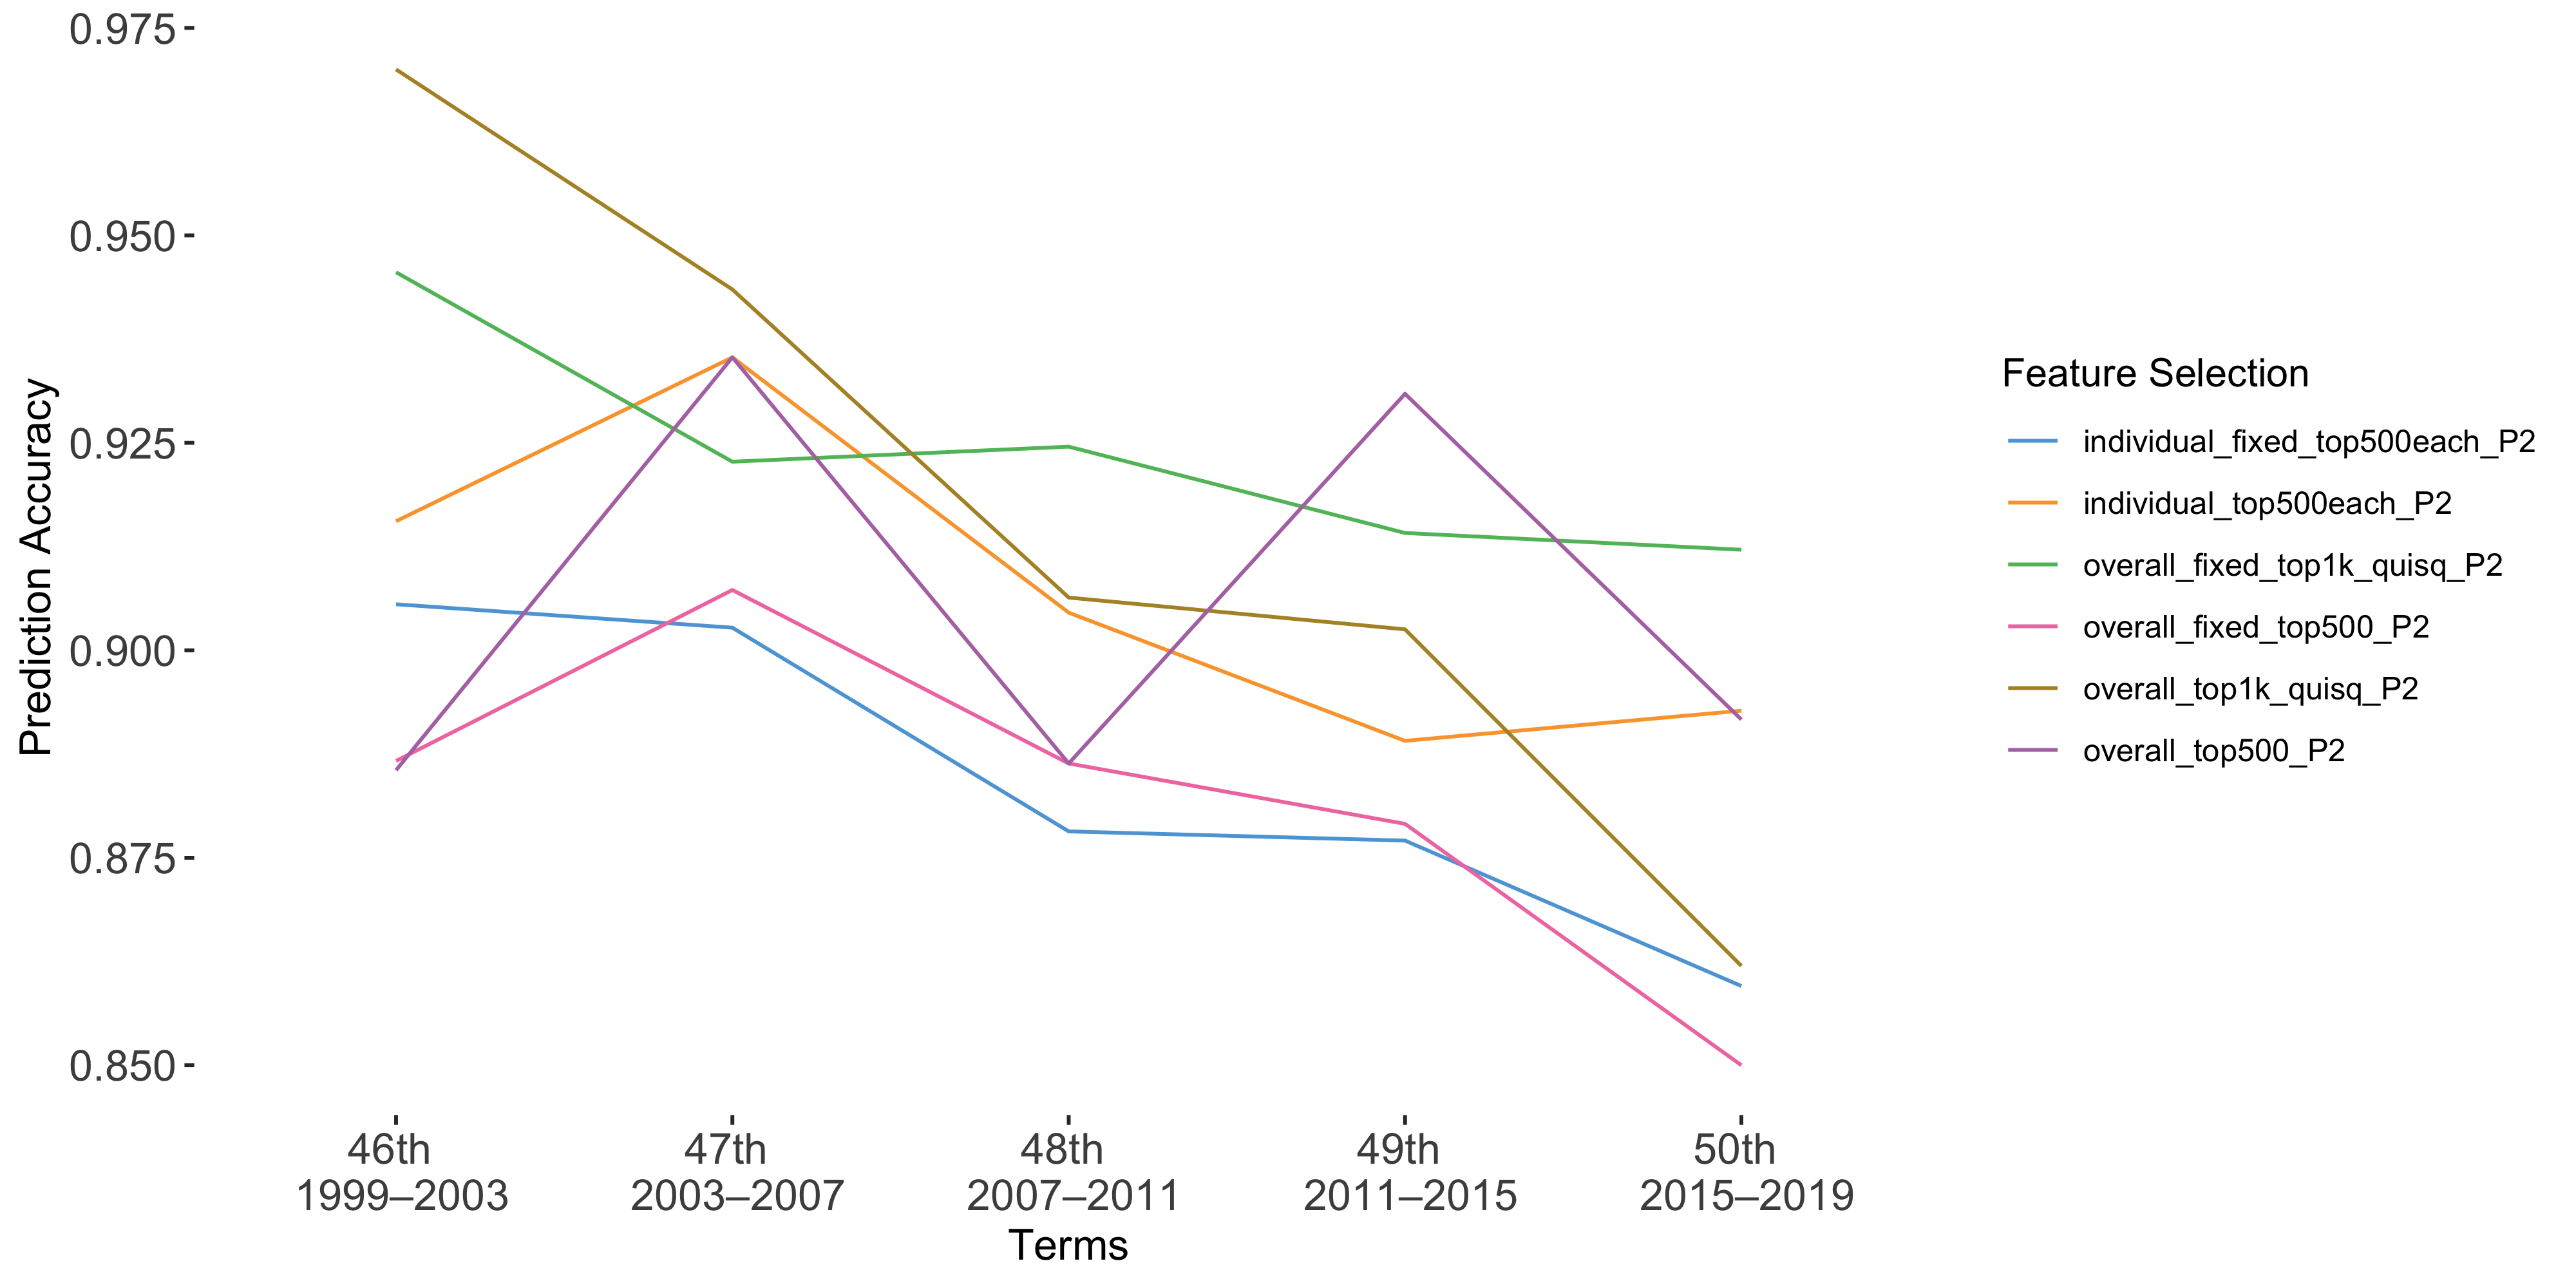 0.975
0.950
0.925
0.900
0.875
0.850
Prediction Accuracy
46th
1999–2003
47th
2003–2007
48th
2007–2011
49th
2011–2015
50th
2015–2019
Terms
Feature Selection
individual_fixed_top500each_P2
individual_top500each_P2
overall_fixed_top1k_quisq_P2
overall_fixed_top500_P2
overall_top1k_quisq_P2
overall_top500_P2